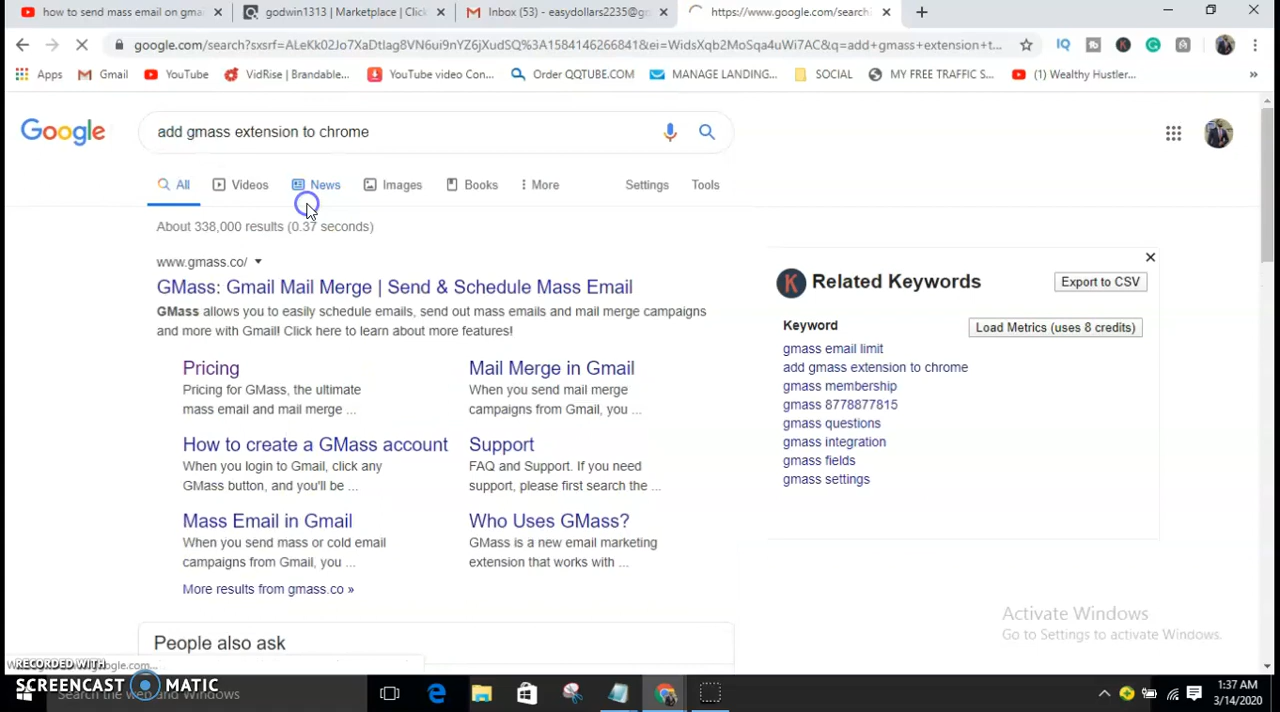 how to send mass email on gma
godwin1313 | Marketplace | Click
Inbox (53) - easydollars2235@gm
https://www.google.com/search?
google.com/search?sxsrf=ALeKk02Jo7XaDtIag8VN6ui9nYZ6jXudSQ%3A1584146266841&ei=WidsXqb2MoSqa4uWi7AC&q=add+gmass+extension+t...
Apps
Gmail
YouTube
VidRise | Brandable...
YouTube video Con...
Order QQTUBE.COM
MANAGE LANDING...
SOCIAL
MY FREE TRAFFIC S...
(1) Wealthy Hustler...
Google
add gmass extension to chrome
All
Videos
News
Images
Books
More
Settings
Tools
About 338,000 results (0.37 seconds)
www.gmass.co/
GMass: Gmail Mail Merge | Send & Schedule Mass Email
GMass allows you to easily schedule emails, send out mass emails and mail merge campaigns
and more with Gmail! Click here to learn about more features!
Pricing
Pricing for GMass, the ultimate
mass email and mail merge ...
Mail Merge in Gmail
When you send mail merge
campaigns from Gmail, you ...
How to create a GMass account
When you login to Gmail, click any
GMass button, and you'll be ...
Support
FAQ and Support. If you need
support, please first search the ...
Mass Email in Gmail
When you send mass or cold email
campaigns from Gmail, you ...
Who Uses GMass?
GMass is a new email marketing
extension that works with ...
More results from gmass.co »
People also ask
K Related Keywords
Export to CSV
Keyword
Load Metrics (uses 8 credits)
gmass email limit
add gmass extension to chrome
gmass membership
gmass 8778877815
gmass questions
gmass integration
gmass fields
gmass settings
Activate Windows
Go to Settings to activate Windows.
RECORDED WITH
SCREENCAST MATIC
Search the web and Windows
1:37 AM
3/14/2020